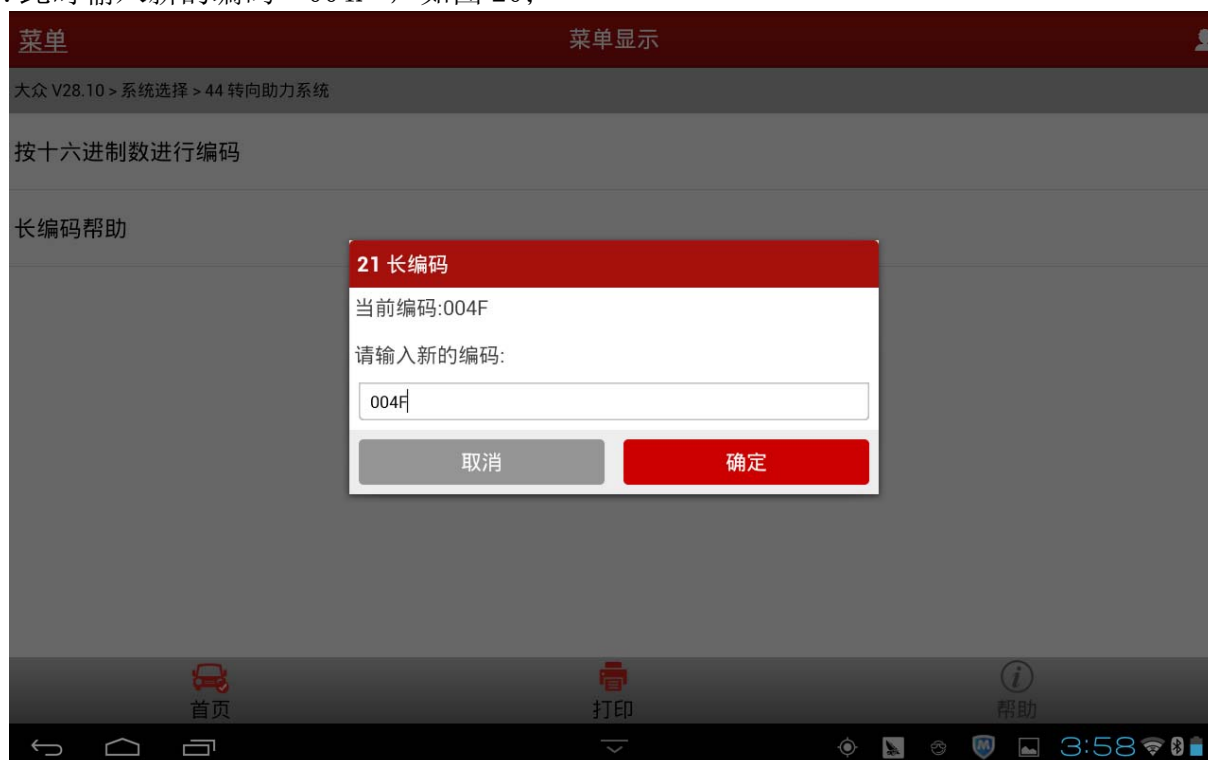 菜单
菜单显示
大众 V28.10 > 系统选择 > 44 转向助力系统
按十六进制数进行编码
长编码帮助
21 长编码
当前编码:004F
请输入新的编码:
004F
取消
确定
首页
打印
帮助
3:58